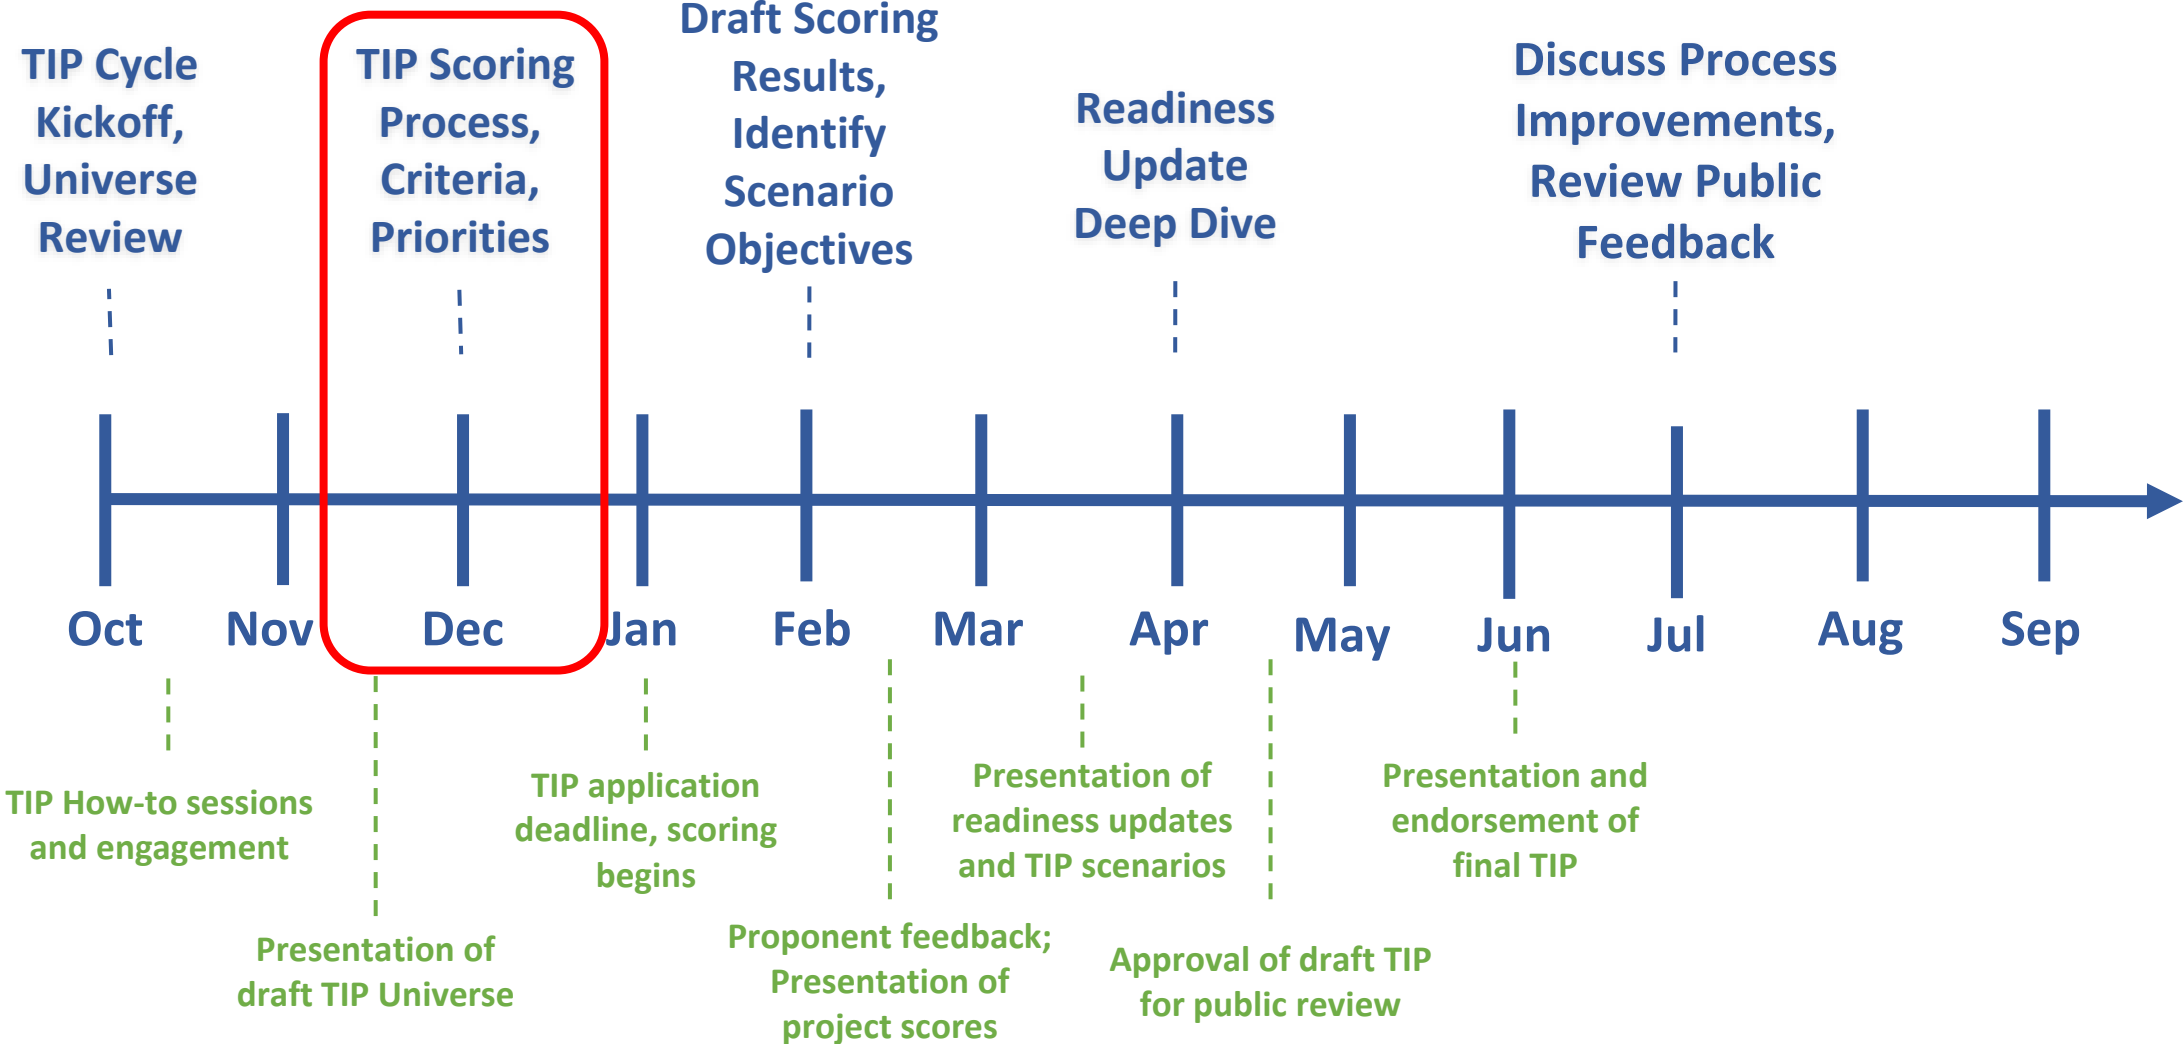 TIP Cycle
Kickoff,
Universe
Review
TIP Scoring
Process,
Criteria,
Priorities
Draft Scoring
Results,
Identify
Scenario
Objectives
Readiness
Update
Deep Dive
Discuss Process
Improvements,
Review Public
Feedback
Oct
Nov
Dec
Jan
Feb
Mar
Apr
May
Jun
Jul
Aug
Sep
TIP How-to sessions
and engagement
Presentation of
draft TIP Universe
TIP application
deadline, scoring
begins
Proponent feedback;
Presentation of
project scores
Presentation of
readiness updates
and TIP scenarios
Approval of draft TIP
for public review
Presentation and
endorsement of
final TIP